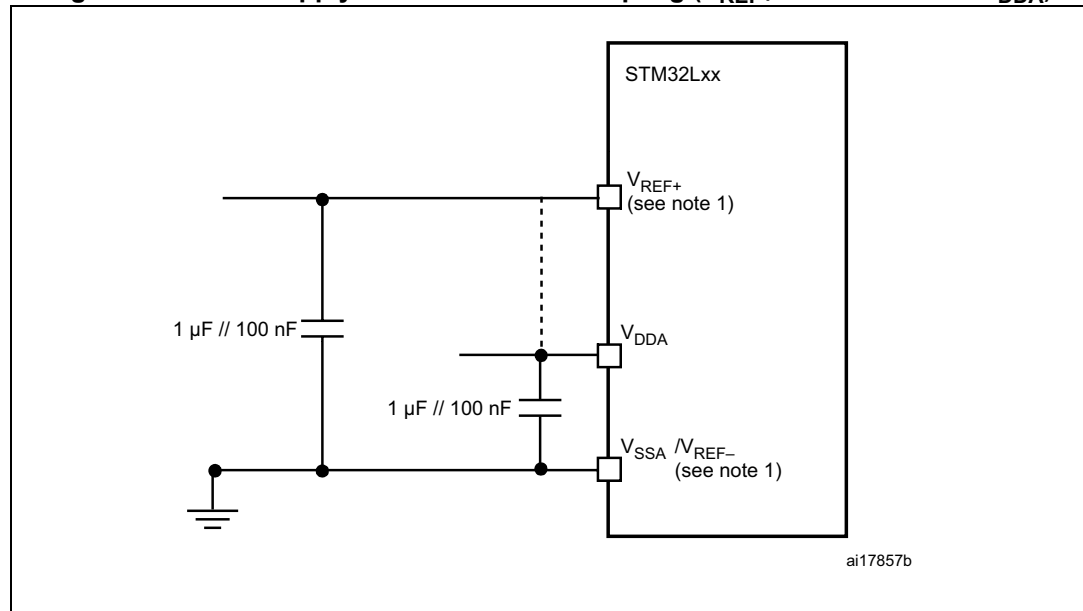 STM32Lxx
VREF+
(see note 1)
1 µF // 100 nF
VDDA
1 µF // 100 nF
VSSA /VREF–
(see note 1)
ai17857b